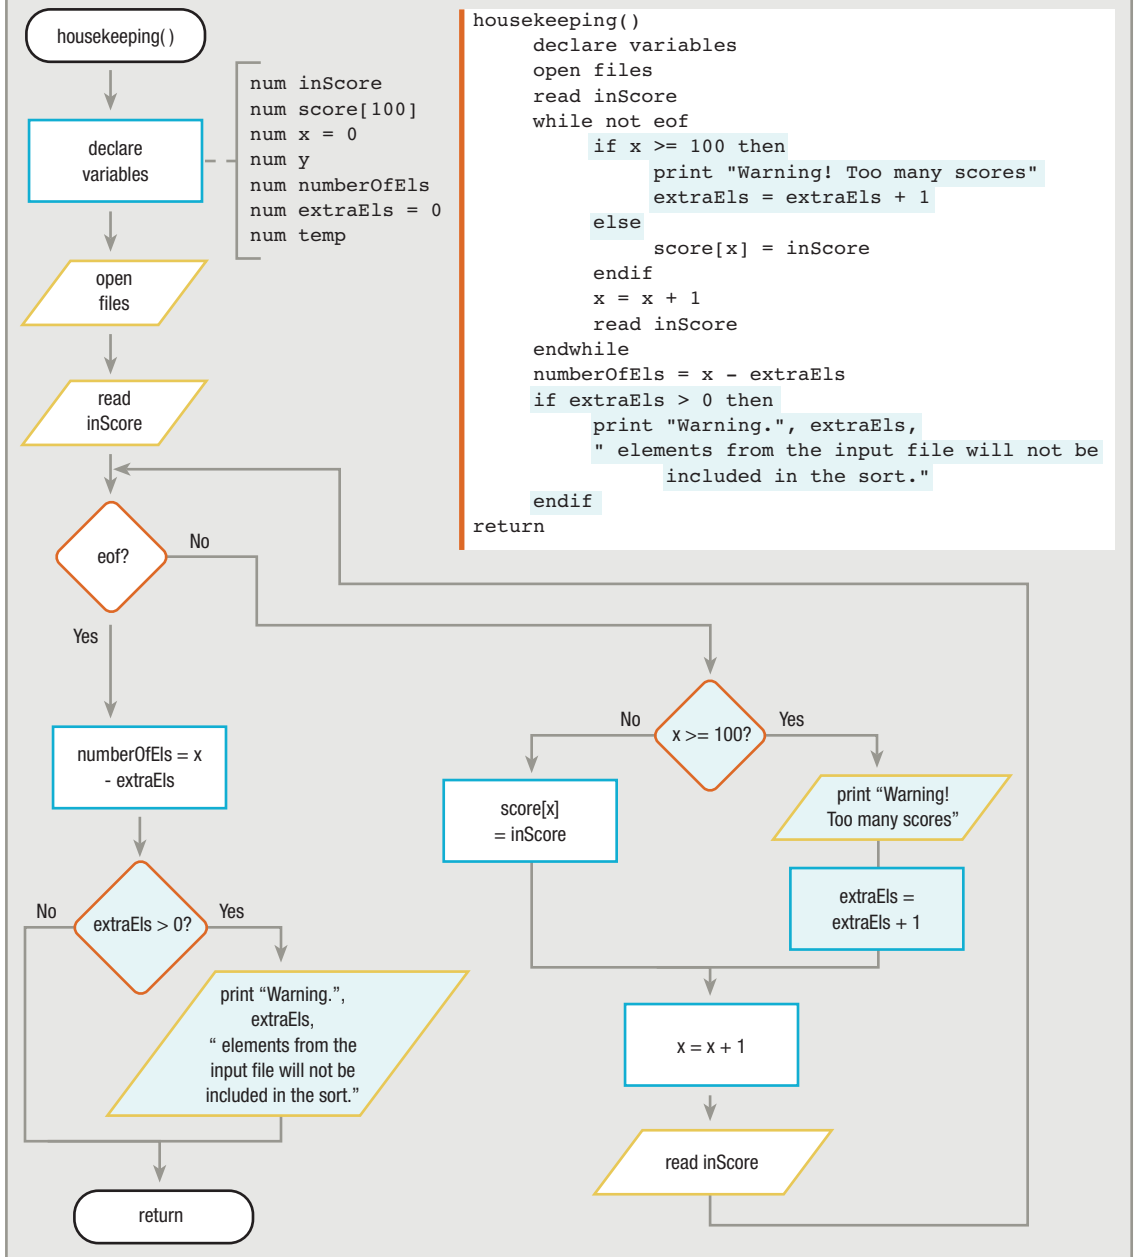 housekeeping( )
declare
variables
num inScore
num score[100]
num x = 0
num y
num numberOfEls
num extraEls = 0
num temp
open
files
read
inScore
eof?
No
Yes
numberOfEls = x
- extraEls
extraEls > 0?
No
Yes
print “Warning.”,
extraEls,
“ elements from the
input file will not be
included in the sort.”
return
housekeeping()
declare variables
open files
read inScore
while not eof
if x >= 100 then
print "Warning! Too many scores"
extraEls = extraEls + 1
else
score[x] = inScore
endif
x = x + 1
read inScore
endwhile
numberOfEls = x - extraEls
if extraEls > 0 then
print "Warning.", extraEls,
" elements from the input file will not be
included in the sort."
endif
return
x >= 100?
No
Yes
score[x]
= inScore
print “Warning!
Too many scores”
extraEls =
extraEls + 1
x = x + 1
read inScore